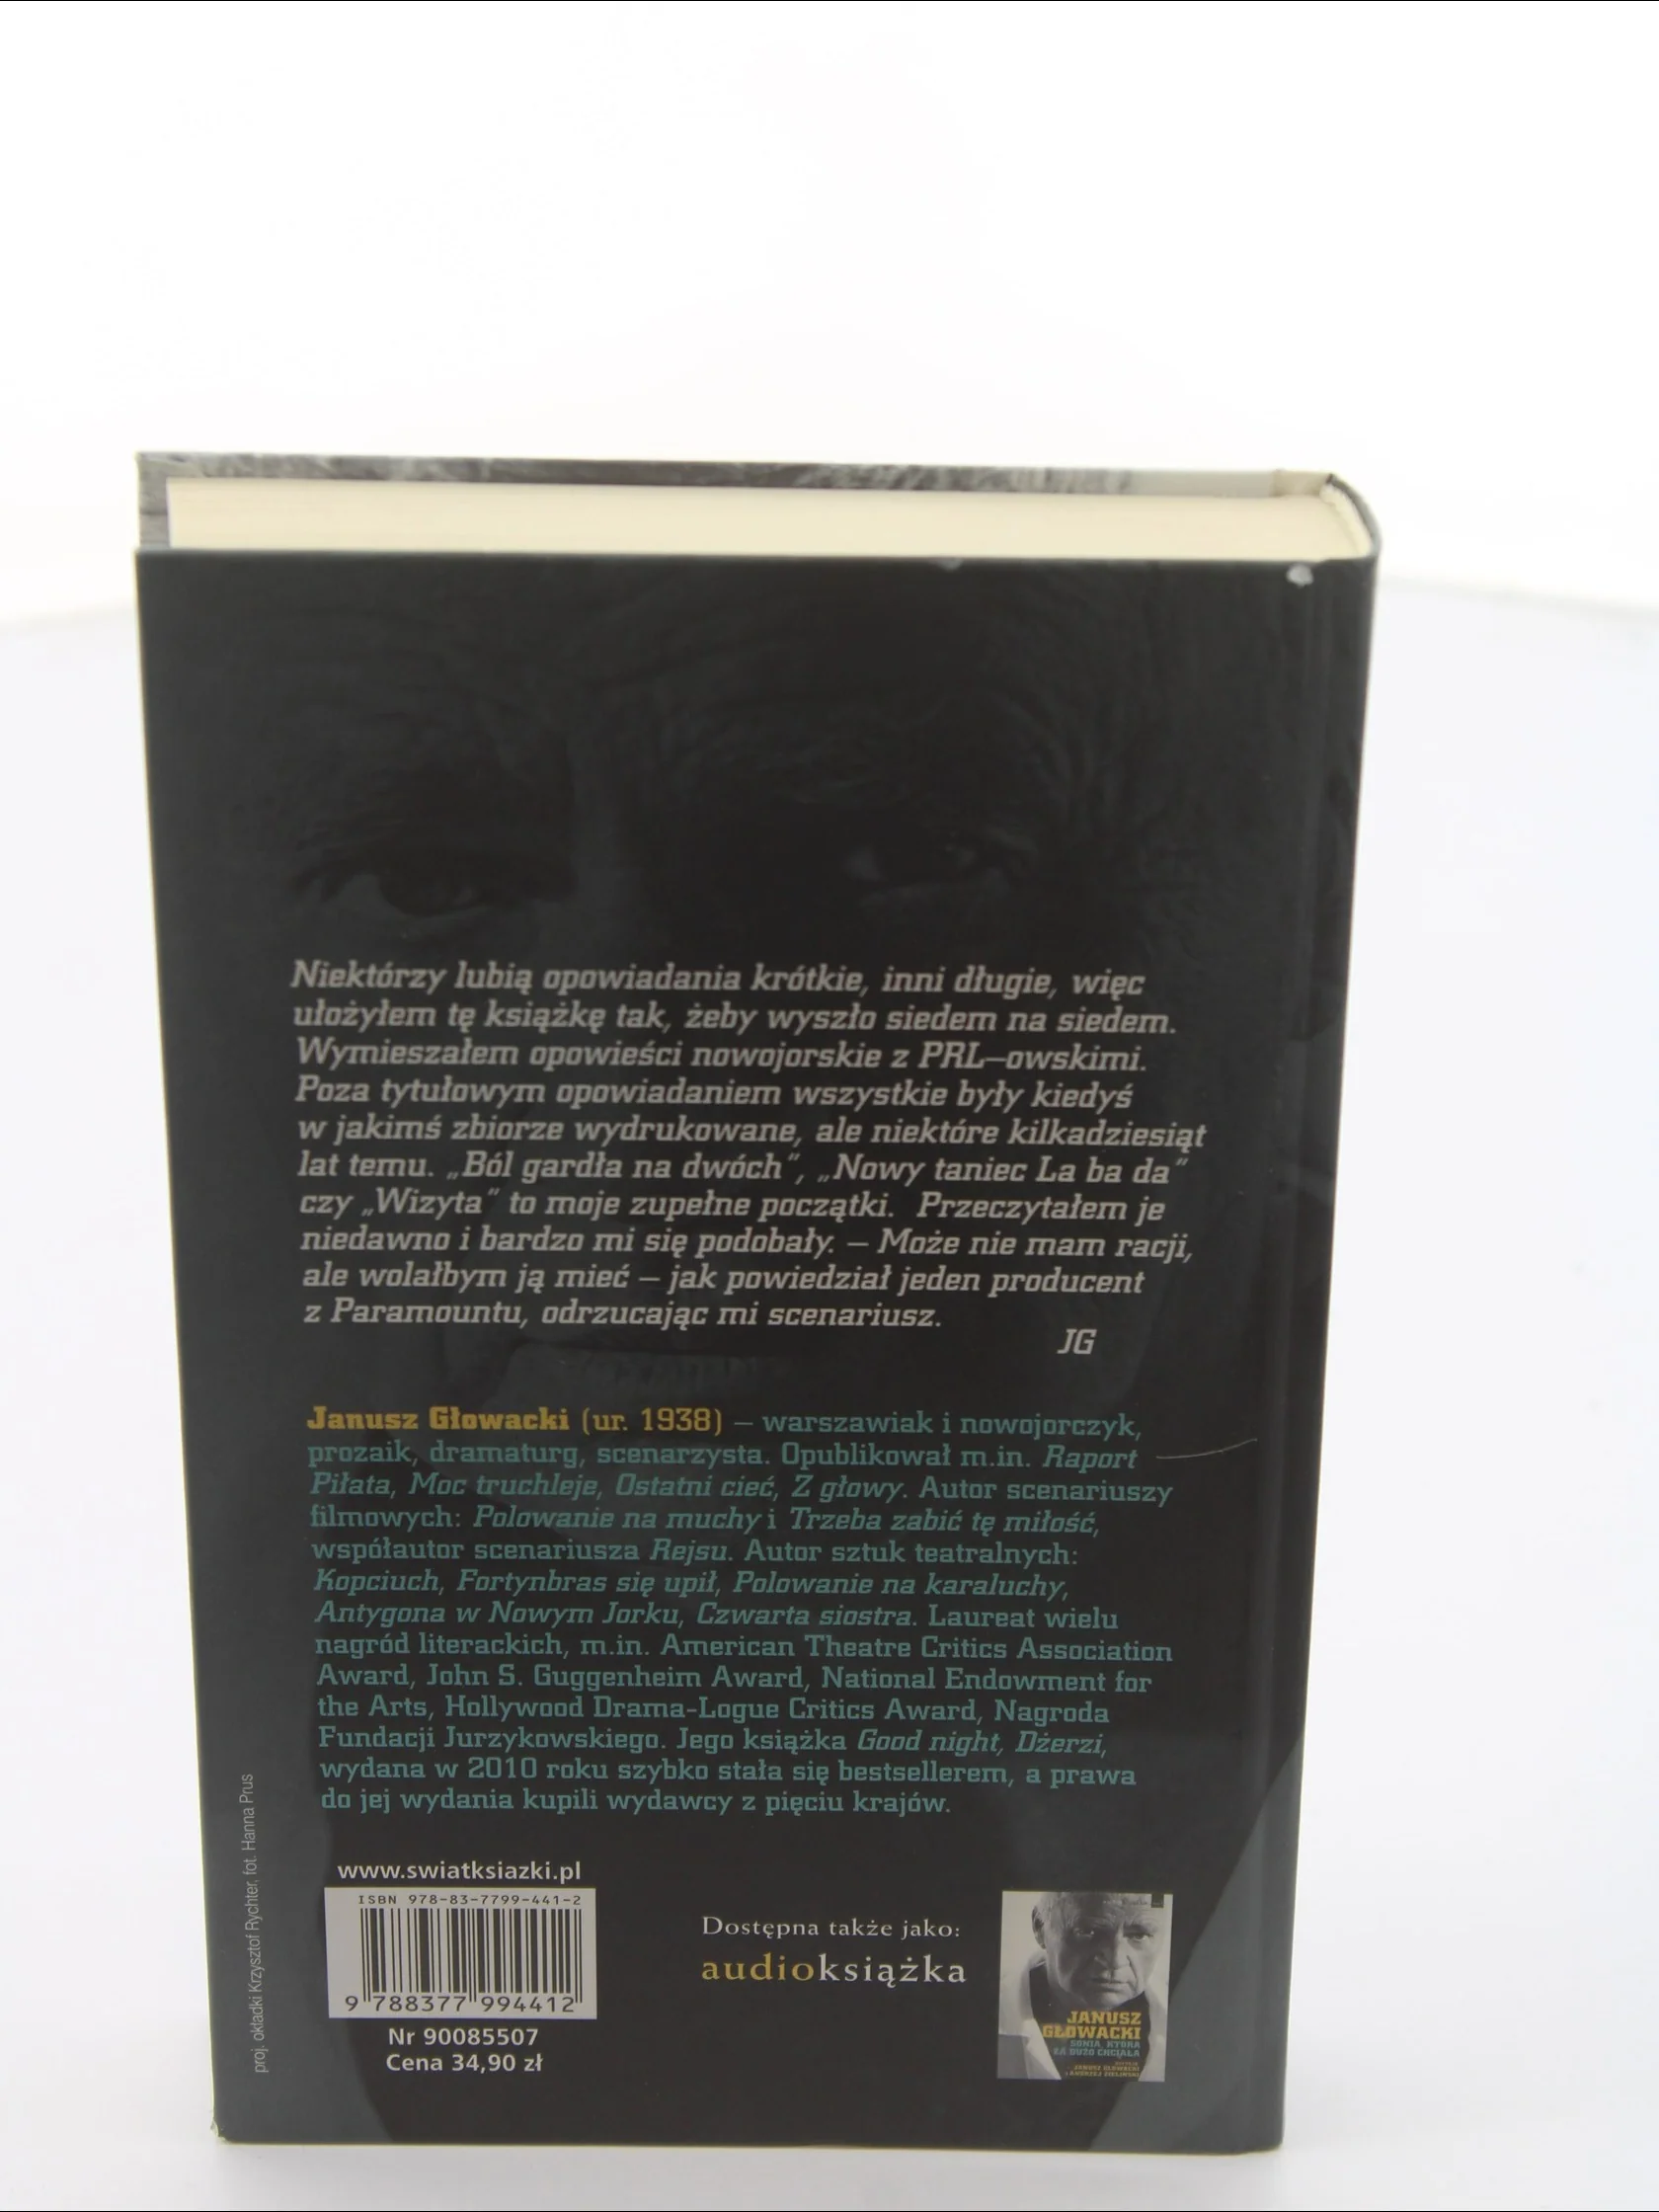 Niektórzy lubią opowiadania krótkie, inni długie, więc
ułożyłem tę książkę tak, żeby wyszło siedem na siedem.
Wymieszałem opowieści nowojorskie z PRL–owskimi.
Poza tytułowym opowiadaniem wszystkie były kiedyś
w jakimś zbiorze wydrukowane, ale niektóre kilkadziesiąt
lat temu. „Ból gardła na dwóch”, „Nowy taniec La ba da”
czy „Wizyta” to moje zupełne początki. Przeczytałem je
niedawno i bardzo mi się podobały. – Może nie mam racji,
ale wolałbym ją mieć – jak powiedział jeden producent
z Paramountu, odrzucając mi scenariusz.
JG
Janusz Głowacki (ur. 1938) – warszawiak i nowojorczyk,
prozaik, dramaturg, scenarzysta. Opublikował m.in. Raport
Piłata, Moc truchleje, Ostatni cieć, Z głowy. Autor scenariuszy
filmowych: Polowanie na muchy i Trzeba zabić tę miłość,
współautor scenariusza Rejsu. Autor sztuk teatralnych:
Kopciuch, Fortynbras się upił, Polowanie na karaluchy,
Antygona w Nowym Jorku, Czwarta siostra. Laureat wielu
nagród literackich, m.in. American Theatre Critics Association
Award, John S. Guggenheim Award, National Endowment for
the Arts, Hollywood Drama-Logue Critics Award, Nagroda
Fundacji Jurzykowskiego. Jego książka Good night, Dżerzi,
wydana w 2010 roku szybko stała się bestsellerem, a prawa
do jej wydania kupili wydawcy z pięciu krajów.
proj. okładki Krzysztof Rychter, fot. Hanna Prus
www.swiatksiazki.pl
ISBN 978-83-7799-441-2
9 788377 994412
Nr 90085507
Cena 34,90 zł
Dostępna także jako:
audioksiążka
JANUSZ
GŁOWACKI
SONIA, KTÓRA
ZA DUŻO CHCIAŁA
JANUSZ GŁOWACKI
I ANDRZEJ ZIELIŃSKI